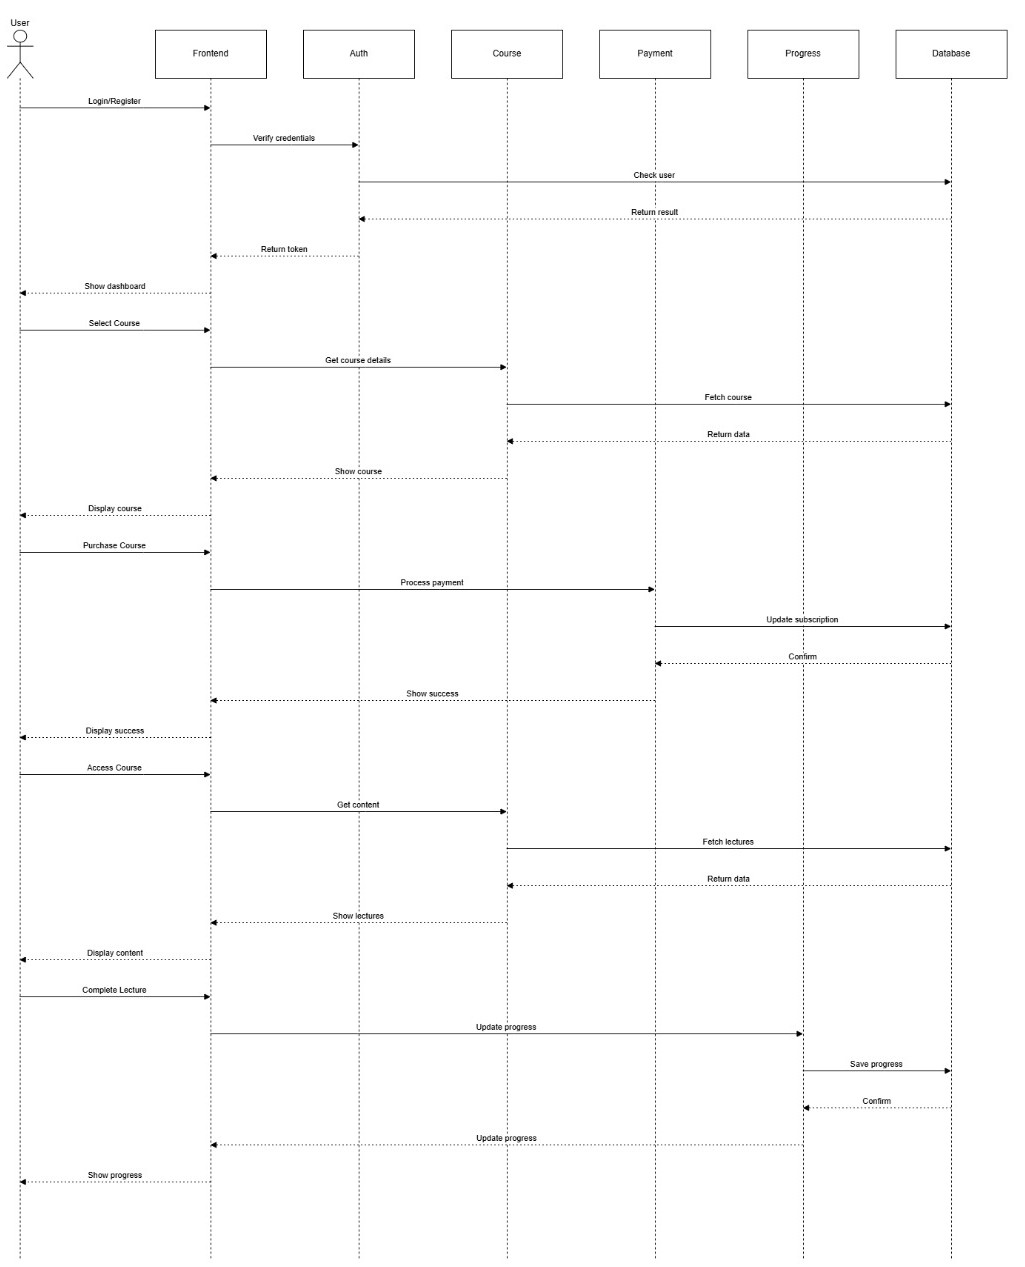 User
Frontend
Auth
Course
Payment
Progress
Database
Login/Register
Verify credentials
Check user
Return result
Return token
Show dashboard
Select Course
Get course details
Fetch course
Return data
Show course
Display course
Purchase Course
Process payment
Update subscription
Confirm
Show success
Display success
Access Course
Get content
Fetch lectures
Return data
Show lectures
Display content
Complete Lecture
Update progress
Save progress
Confirm
Update progress
Show progress